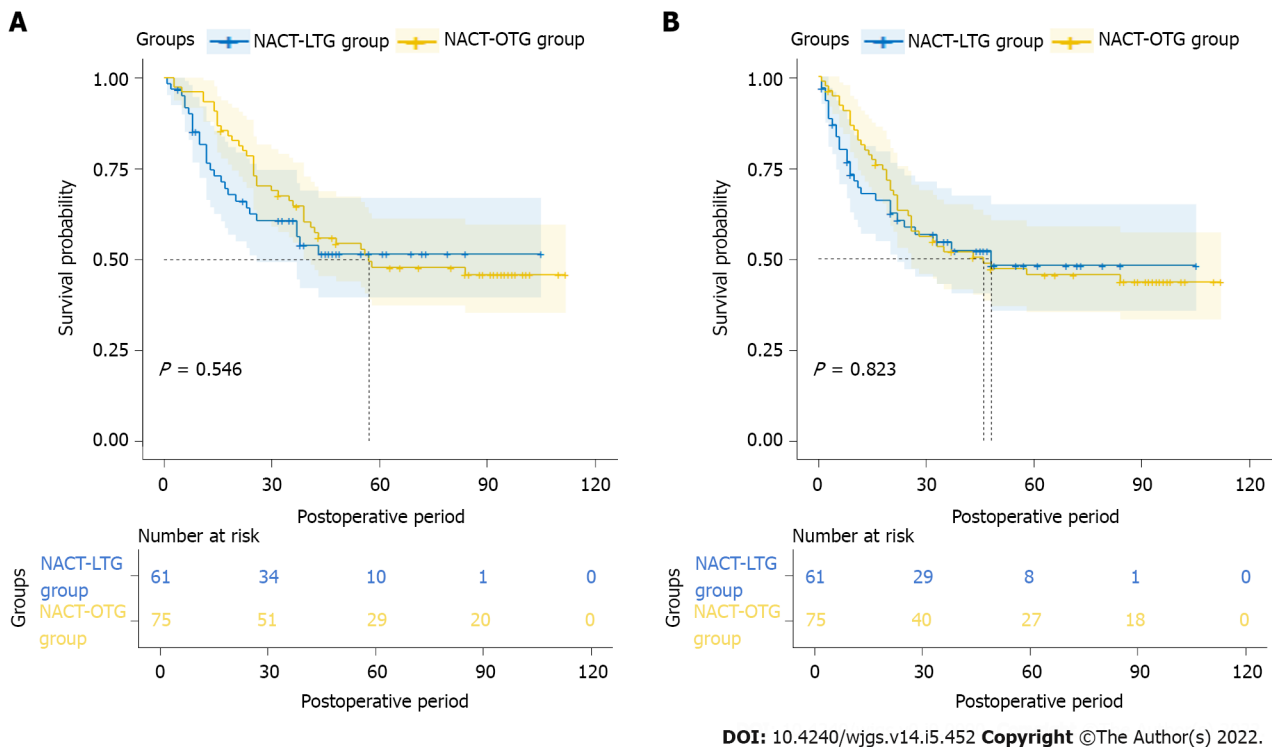 A
Groups NACT-LTG group NACT-OTG group
1.00
0.75
0.50
0.25
0.00
Survival probability
P = 0.546
0 30 60 90 120
Postoperative period
Number at risk
Groups
NACT-LTG group 61 34 10 1 0
NACT-OTG group 75 51 29 20 0
0 30 60 90 120
Postoperative period
B
Groups NACT-LTG group NACT-OTG group
1.00
0.75
0.50
0.25
0.00
Survival probability
P = 0.823
0 30 60 90 120
Postoperative period
Number at risk
Groups
NACT-LTG group 61 29 8 1 0
NACT-OTG group 75 40 27 18 0
0 30 60 90 120
Postoperative period
DOI: 10.4240/wjgs.v14.i5.452 Copyright ©The Author(s) 2022.